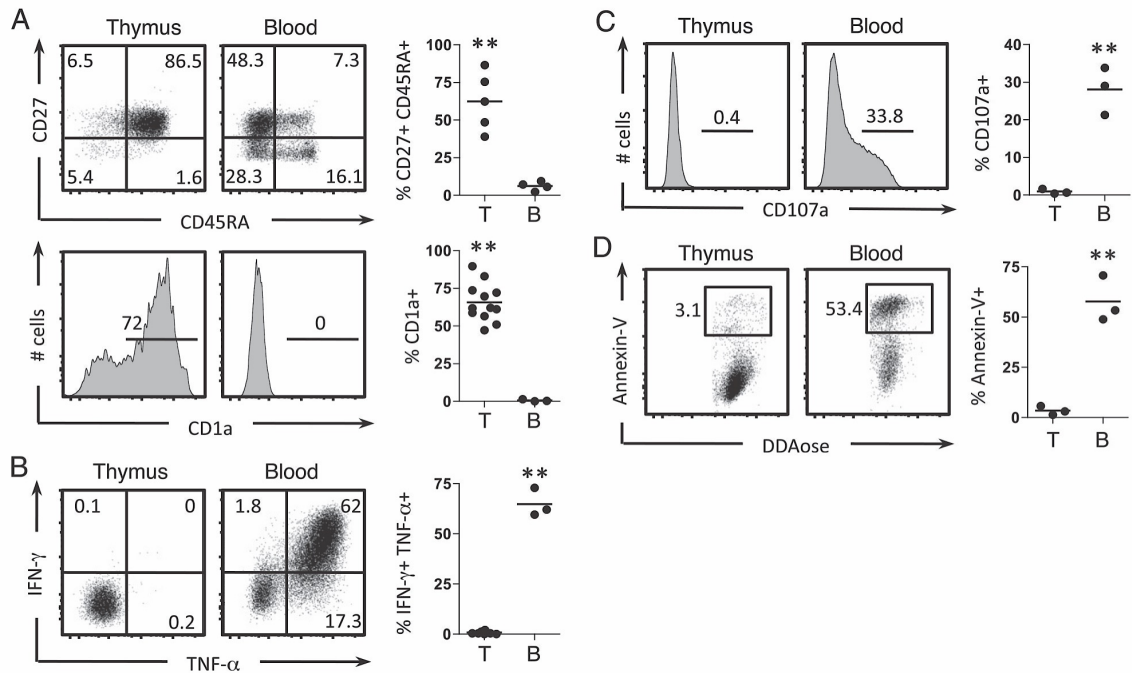 A
Thymus
Blood
6.5
86.5
5.4
1.6
48.3
7.3
28.3
16.1
CD27
CD45RA
% CD27+ CD45RA+
100
75
50
25
0
**
T
B
72
0
# cells
CD1a
% CD1a+
100
75
50
25
0
**
T
B
B
Thymus
Blood
0.1
0
0.2
1.8
62
17.3
IFN-γ
TNF-α
% IFN-γ+ TNF-α+
75
50
25
0
**
T
B
C
Thymus
Blood
0.4
33.8
# cells
CD107a
% CD107a+
40
30
20
10
0
**
T
B
D
Thymus
Blood
3.1
53.4
Annexin-V
DDAose
% Annexin-V+
75
50
25
0
**
T
B